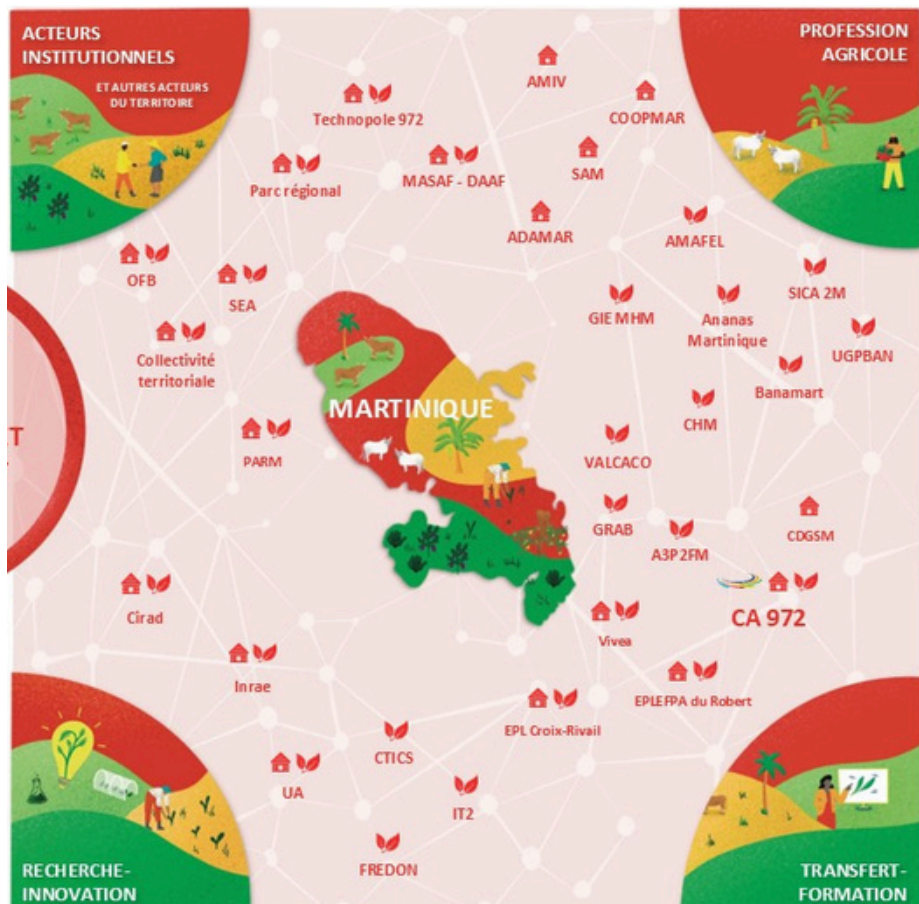 ACTEURS
INSTITUTIONNELS
ET AUTRES ACTEURS
DU TERRITOIRE
PROFESSION
AGRICOLE
AMIV
Technopole 972
COOPMAR
Parc régional
MASAF - DAAF
SAM
ADAMAR
AMAFEL
OFB
SEA
SICA 2M
GIE MHM
Ananas
Martinique
UGPBAN
Collectivité
territoriale
Banamart
MARTINIQUE
CHM
T
PARM
VALCACO
GRAB
A3P2FM
CDGSM
Cirad
CA 972
Vivea
Inrae
EPLEFPA du Robert
EPL Croix-Rivail
CTICS
UA
IT2
FREDON
RECHERCHE-
INNOVATION
TRANSFERT-
FORMATION